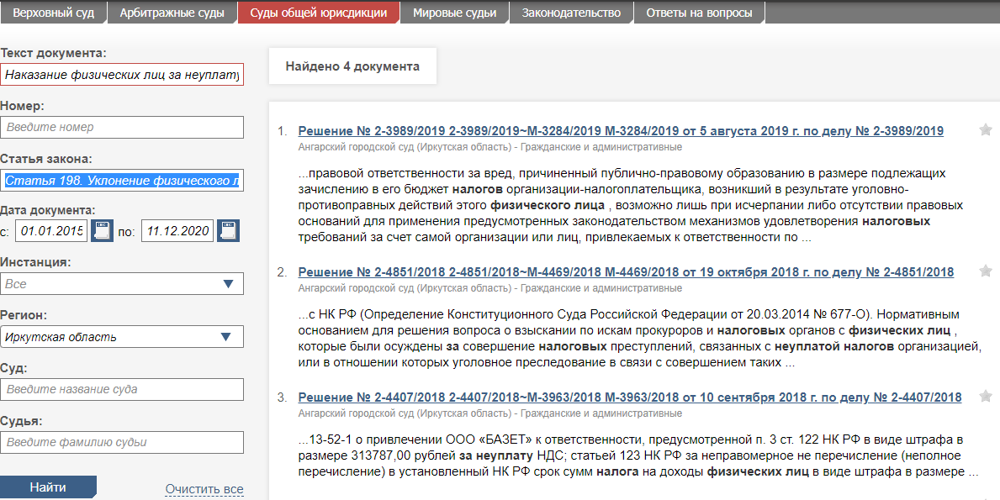 Верховный суд Арбитражные суды Суды общей юрисдикции Мировые судьи Законодательство Ответы на вопросы
Текст документа:
Наказание физических лиц за неуплату
Номер:
Введите номер
Статья закона:
Статья 198. Уклонение физического л
Дата документа:
с: 01.01.2015 по: 11.12.2020
Инстанция:
Все
Регион:
Иркутская область
Суд:
Введите название суда
Судья:
Введите фамилию судьи
Найти Очистить все
Найдено 4 документа
1. Решение № 2-3989/2019 2-3989/2019~М-3284/2019 М-3284/2019 от 5 августа 2019 г. по делу № 2-3989/2019
Ангарский городской суд (Иркутская область) - Гражданские и административные
...правовой ответственности за вред, причиненный публично-правовому образованию в размере подлежащих
зачислению в его бюджет налогов организации-налогоплательщика, возникший в результате уголовно-
противоправных действий этого физического лица , возможно лишь при исчерпании либо отсутствии правовых
оснований для применения предусмотренных законодательством механизмов удовлетворения налоговых
требований за счет самой организации или лиц, привлекаемых к ответственности по ...
2. Решение № 2-4851/2018 2-4851/2018~М-4469/2018 М-4469/2018 от 19 октября 2018 г. по делу № 2-4851/2018
Ангарский городской суд (Иркутская область) - Гражданские и административные
...с НК РФ (Определение Конституционного Суда Российской Федерации от 20.03.2014 № 677-О). Нормативным
основанием для решения вопроса о взыскании по искам прокуроров и налоговых органов с физических лиц ,
которые были осуждены за совершение налоговых преступлений, связанных с неуплатой налогов организацией,
или в отношении которых уголовное преследование в связи с совершением таких ...
3. Решение № 2-4407/2018 2-4407/2018~М-3963/2018 М-3963/2018 от 10 сентября 2018 г. по делу № 2-4407/2018
Ангарский городской суд (Иркутская область) - Гражданские и административные
...13-52-1 о привлечении ООО «БАЗЕТ» к ответственности, предусмотренной п. 3 ст. 122 НК РФ в виде штрафа в
размере 313787,00 рублей за неуплату НДС; статьей 123 НК РФ за неправомерное не перечисление (неполное
перечисление) в установленный НК РФ срок сумм налога на доходы физических лиц в виде штрафа в размере ...